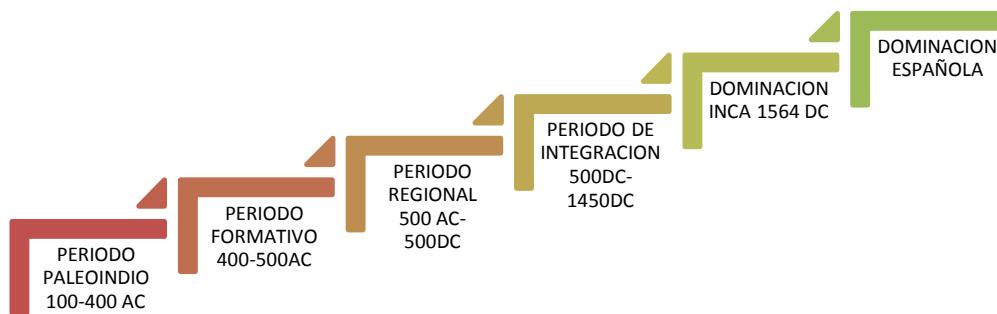 PERIODO
PALEOINDIO
100-400 AC
PERIODO
FORMATIVO
400-500AC
PERIODO
REGIONAL
500 AC-
500DC
PERIODO DE
INTEGRACION
500DC-
1450DC
DOMINACION
INCA 1564 DC
DOMINACION
ESPAÑOLA